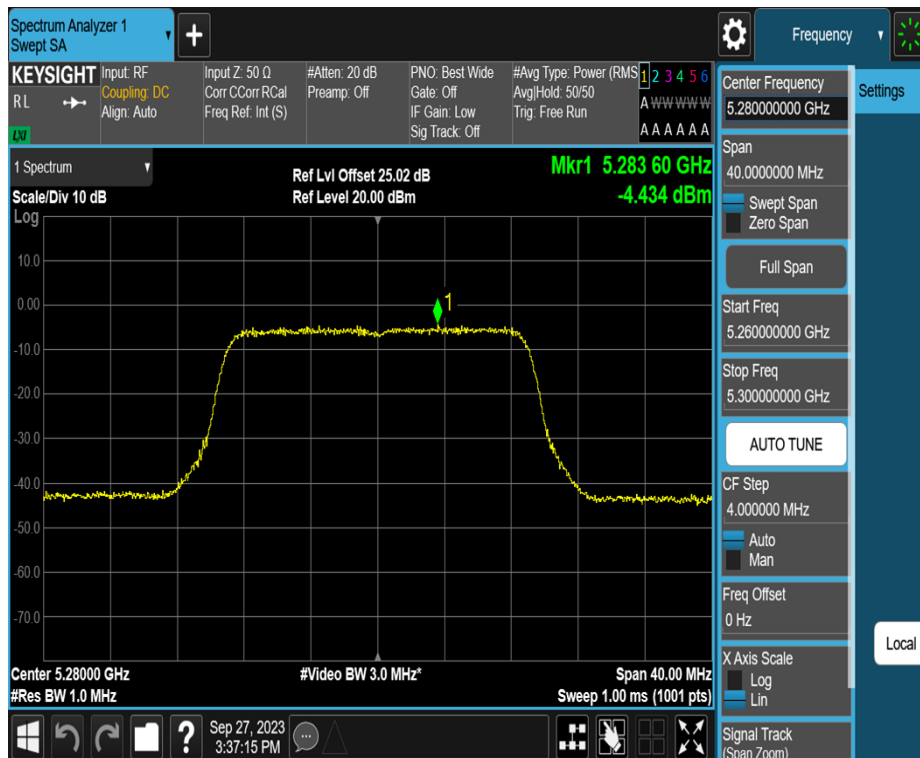 Spectrum Analyzer 1
Swept SA
+
Frequency
KEYSIGHT
RL
LXI
Input: RF
Coupling: DC
Align: Auto
Input Z: 50 Ω
Corr CCorr RCal
Freq Ref: Int (S)
#Atten: 20 dB
Preamp: Off
PNO: Best Wide
Gate: Off
IF Gain: Low
Sig Track: Off
#Avg Type: Power (RMS
Avg|Hold: 50/50
Trig: Free Run
1 2 3 4 5 6
A W W W W W
A A A A A A
1 Spectrum
Scale/Div 10 dB
Log
Ref Lvl Offset 25.02 dB
Ref Level 20.00 dBm
Mkr1 5.283 60 GHz
-4.434 dBm
1
10.0
0.00
-10.0
-20.0
-30.0
-40.0
-50.0
-60.0
-70.0
Center 5.28000 GHz
#Res BW 1.0 MHz
#Video BW 3.0 MHz*
Span 40.00 MHz
Sweep 1.00 ms (1001 pts)
Sep 27, 2023
3:37:15 PM
?
Center Frequency
5.280000000 GHz
Span
40.0000000 MHz
Swept Span
Zero Span
Full Span
Start Freq
5.260000000 GHz
Stop Freq
5.300000000 GHz
AUTO TUNE
CF Step
4.000000 MHz
Auto
Man
Freq Offset
0 Hz
X Axis Scale
Log
Lin
Signal Track
(Span Zoom)
Settings
Local